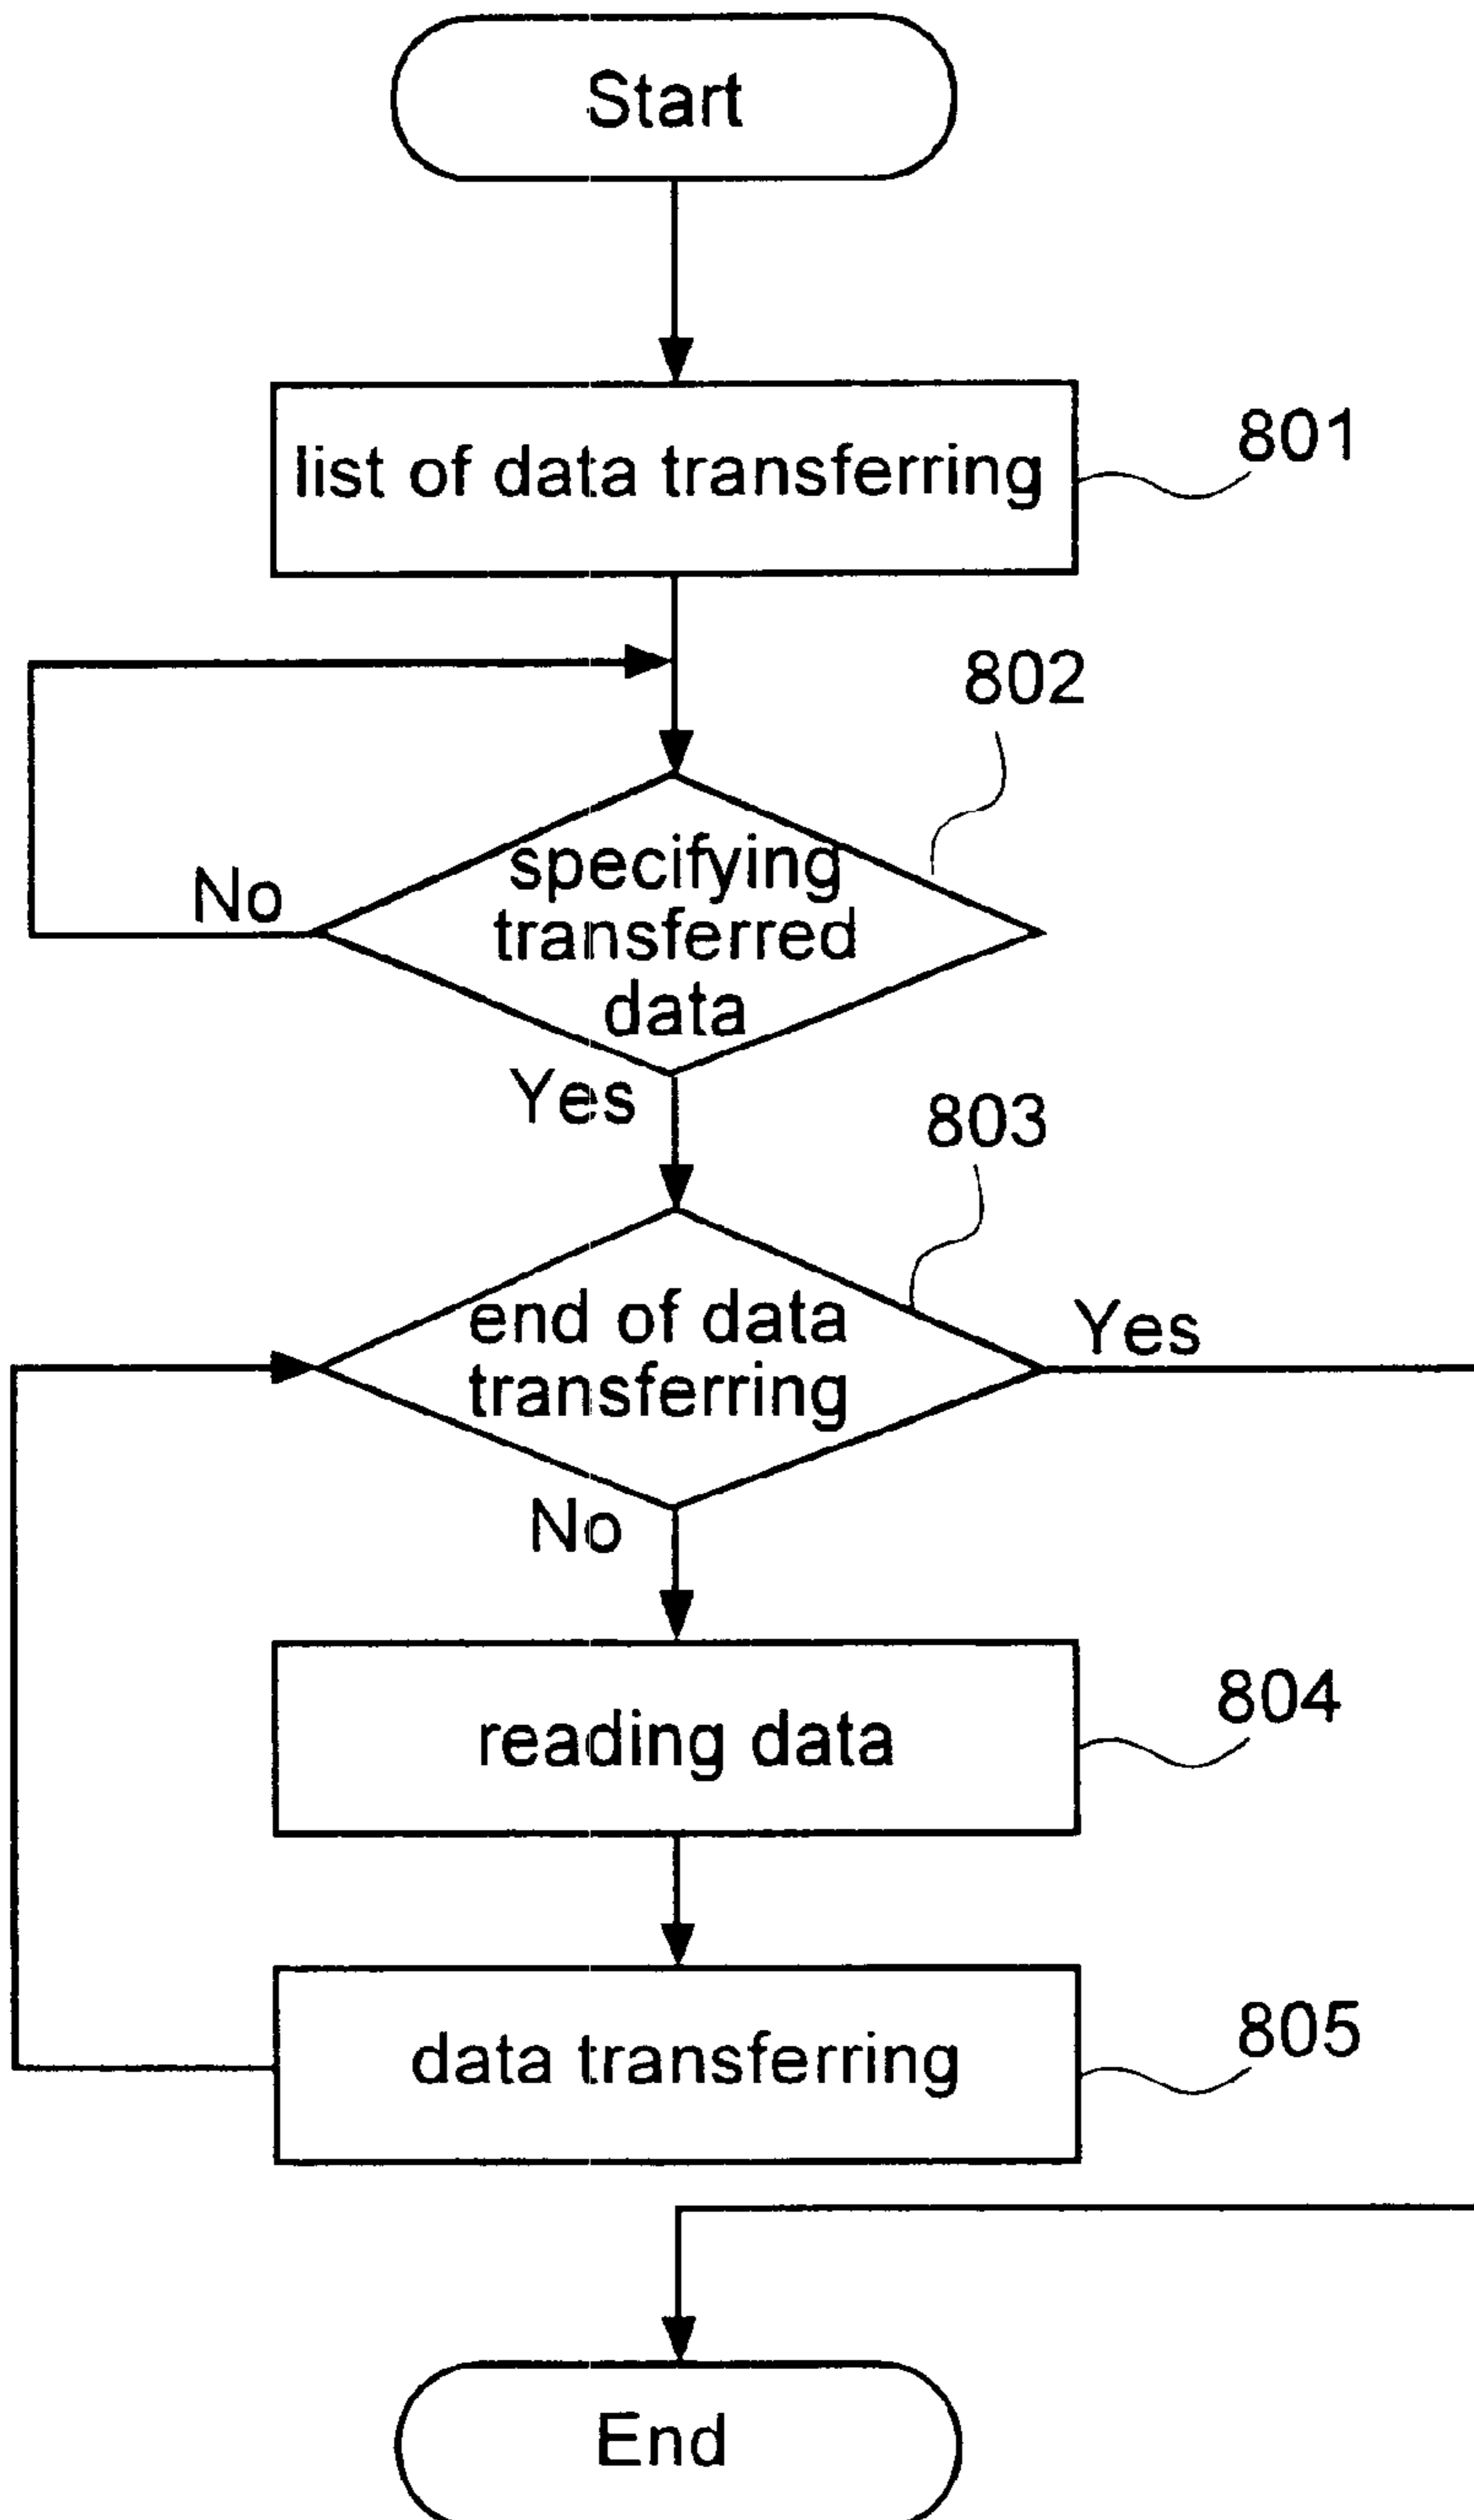 Start
list of data transferring
801
802
specifying
transferred
data
No
Yes
803
end of data
transferring
Yes
No
reading data
804
data transferring
805
End